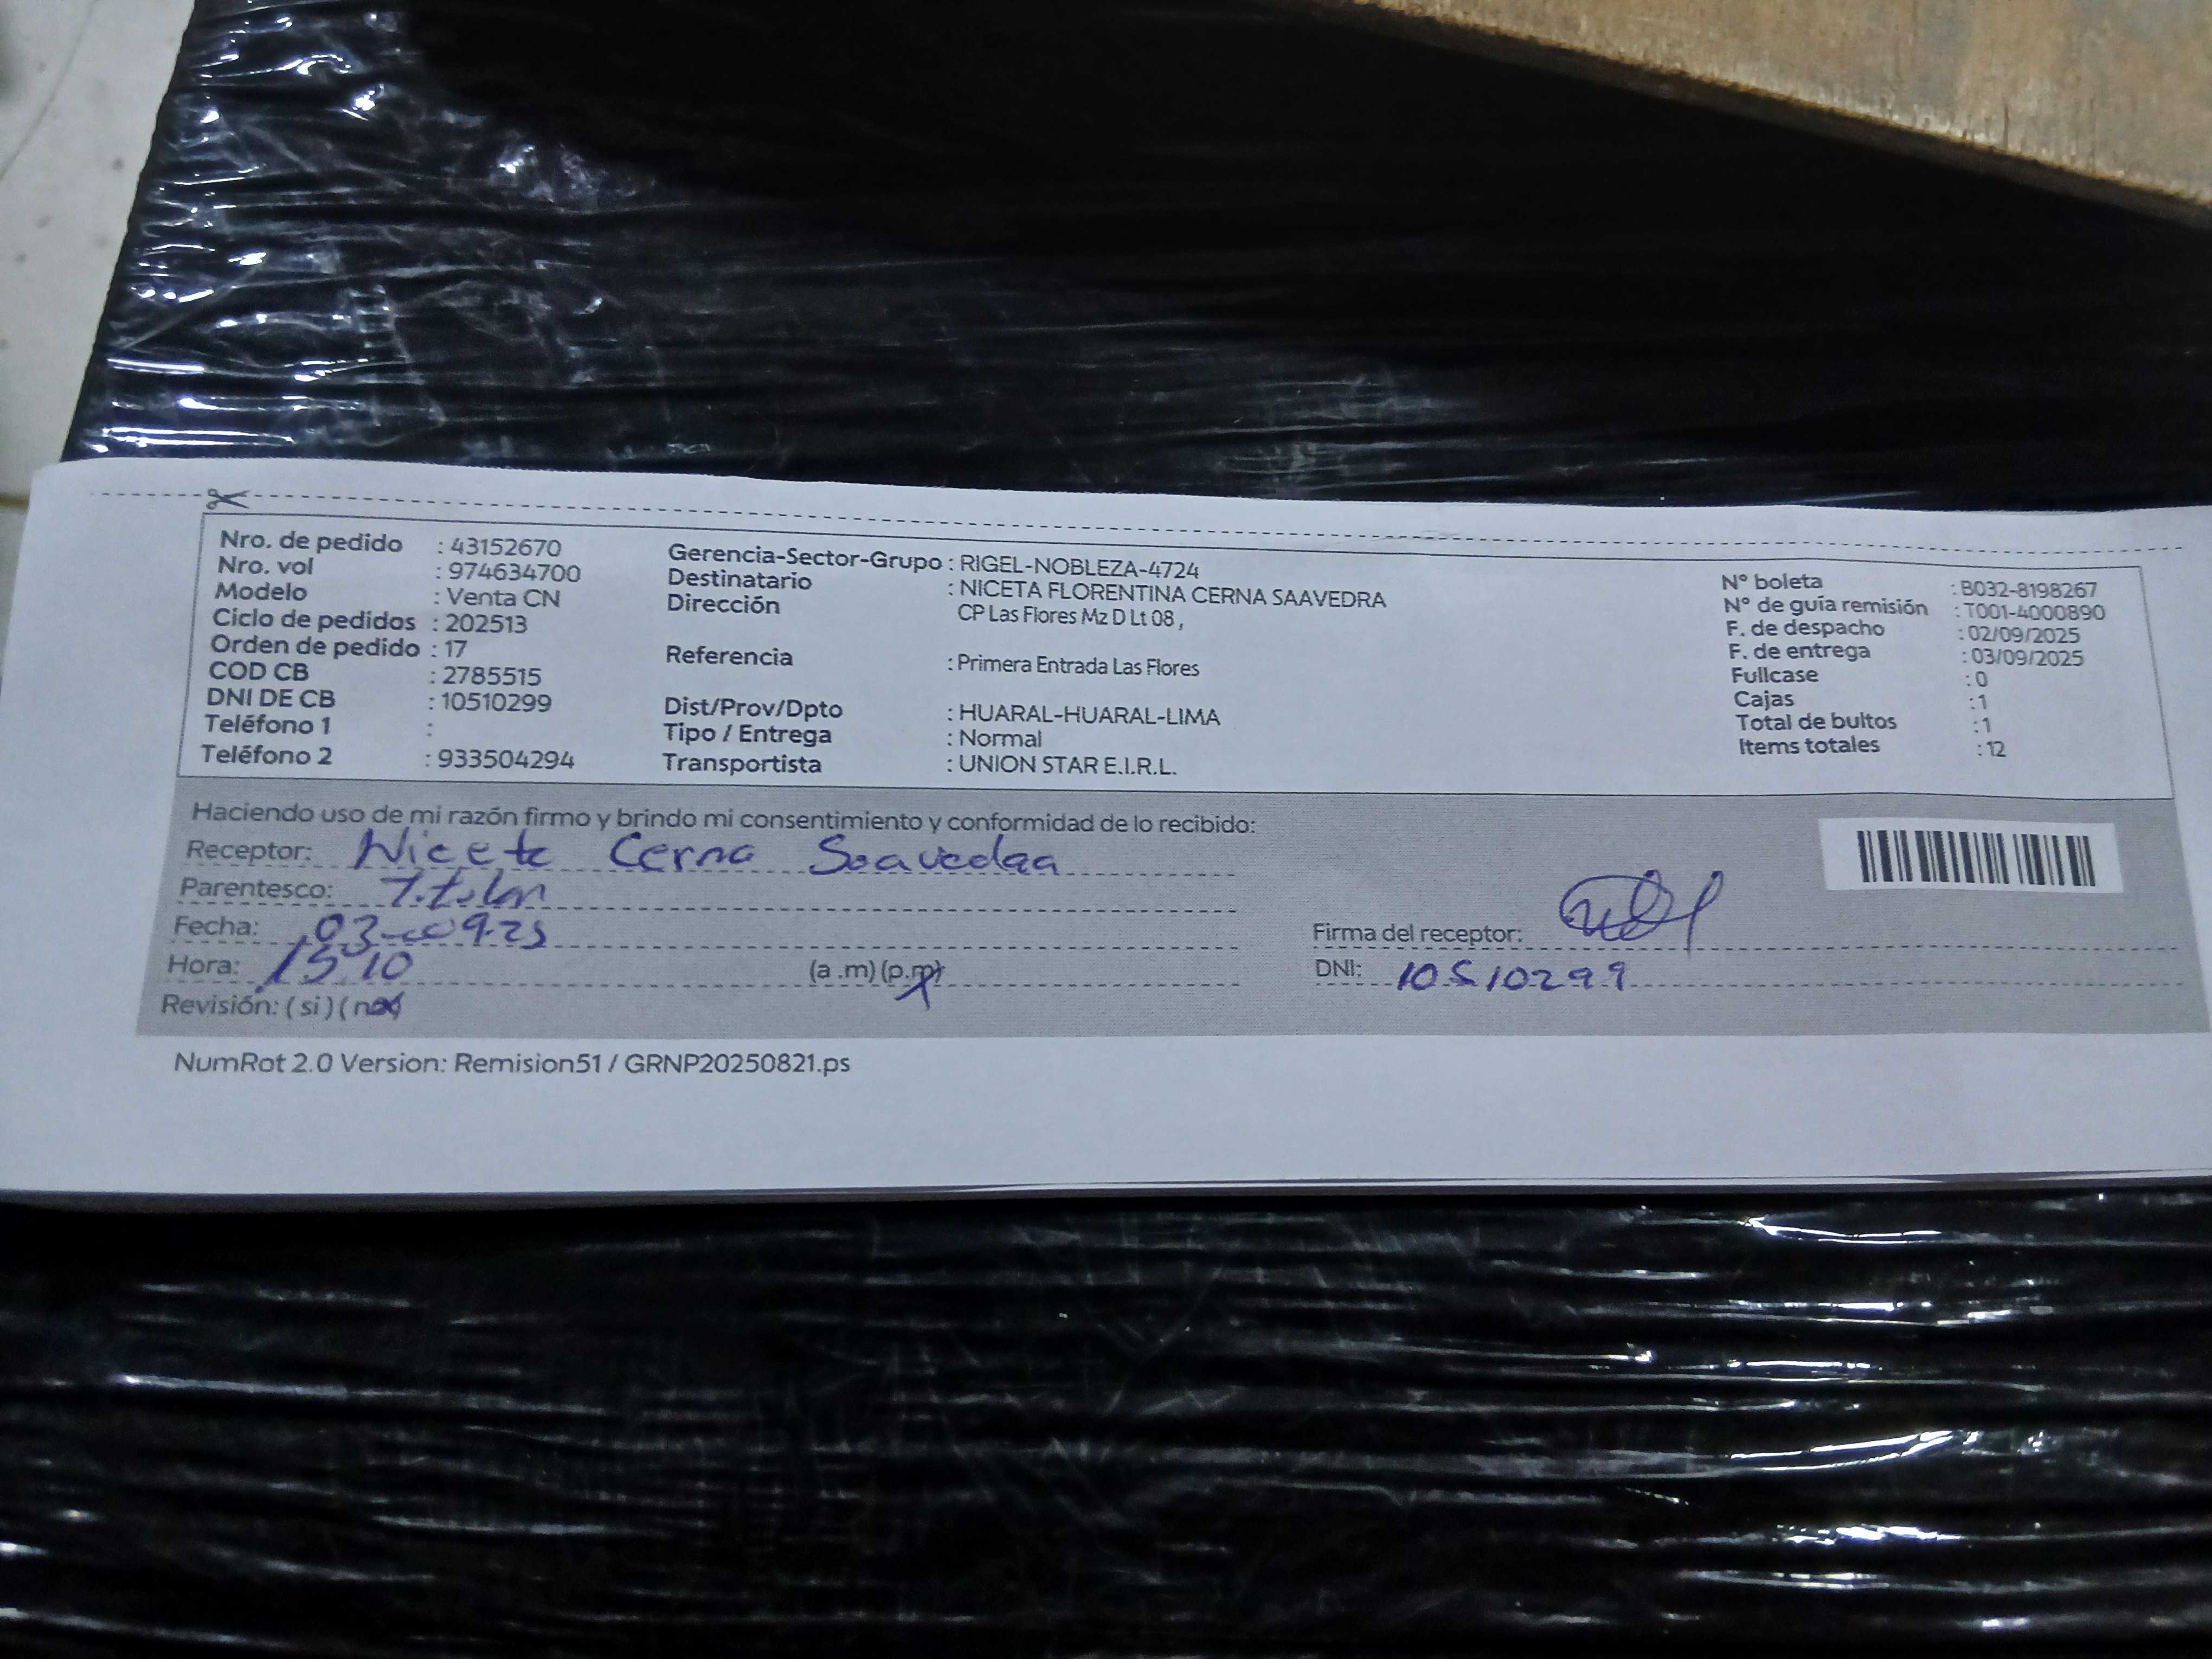 Nro. de pedido : 43152670
Nro. vol : 974634700
Modelo : Venta CN
Ciclo de pedidos : 202513
Orden de pedido : 17
COD CB : 2785515
DNI DE CB : 10510299
Teléfono 1 :
Teléfono 2 : 933504294
Gerencia-Sector-Grupo : RIGEL-NOBLEZA-4724
Destinatario : NICETA FLORENTINA CERNA SAAVEDRA
Dirección CP Las Flores Mz D Lt 08 ,
Referencia : Primera Entrada Las Flores
Dist/Prov/Dpto : HUARAL-HUARAL-LIMA
Tipo / Entrega : Normal
Transportista : UNION STAR E.I.R.L.
N° boleta : B032-8198267
N° de guía remisión : T001-4000890
F. de despacho : 02/09/2025
F. de entrega : 03/09/2025
Fullcase : 0
Cajas : 1
Total de bultos : 1
Items totales : 12
Haciendo uso de mi razón firmo y brindo mi consentimiento y conformidad de lo recibido:
Receptor: Niceta Cerna Saavedra
Parentesco: Titular
Fecha: 03-09-25
Hora: 15 10 (a .m) (p.m)
Revisión: ( si ) ( no )
Firma del receptor:
DNI: 10510299
NumRot 2.0 Version: Remision51 / GRNP20250821.ps